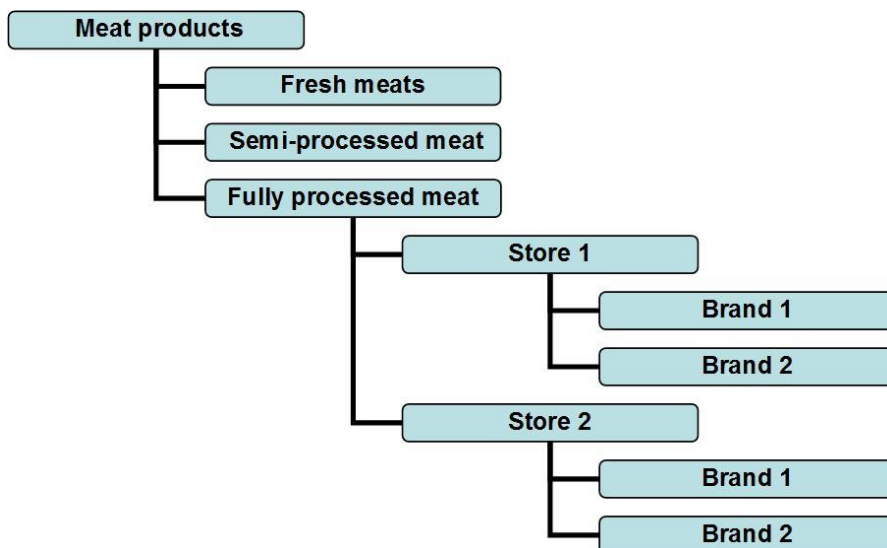 Meat products
Fresh meats
Semi-processed meat
Fully processed meat
Store 1
Brand 1
Brand 2
Store 2
Brand 1
Brand 2